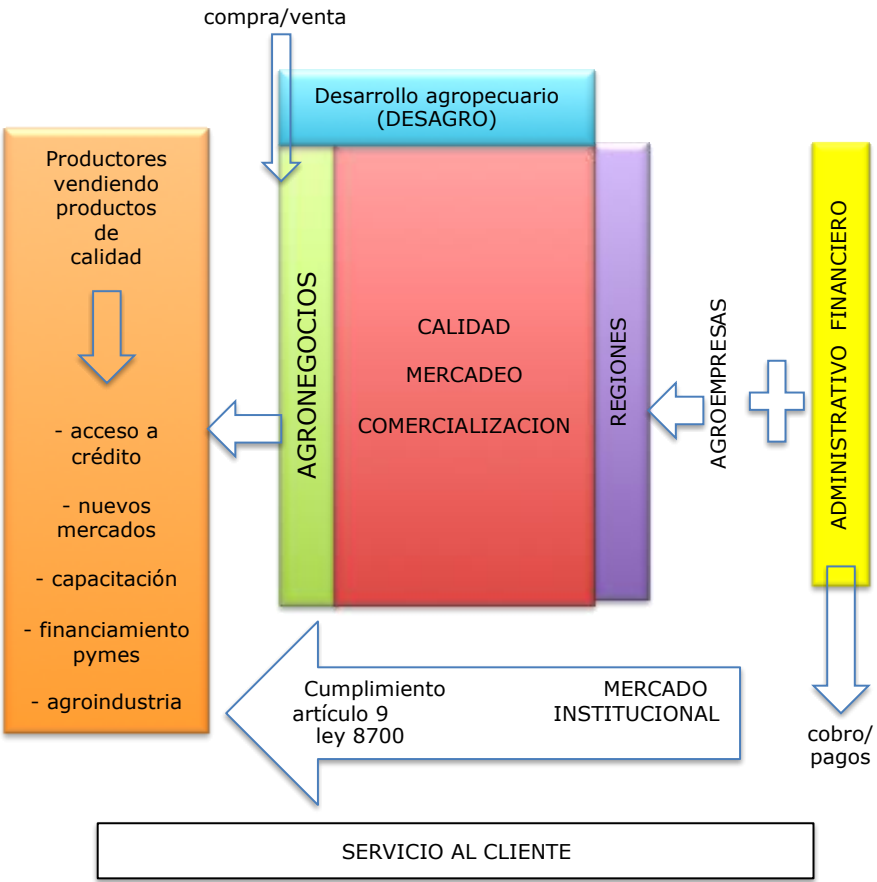 compra/venta
Desarrollo agropecuario
(DESAGRO)
Productores
vendiendo
productos
de
calidad
- acceso a
crédito
- nuevos
mercados
- capacitación
- financiamiento
pymes
- agroindustria
AGRONEGOCIOS
CALIDAD
MERCADEO
COMERCIALIZACION
REGIONES
AGROEMPRESAS
ADMINISTRATIVO FINANCIERO
Cumplimiento
artículo 9
ley 8700
MERCADO
INSTITUCIONAL
cobro/
pagos
SERVICIO AL CLIENTE